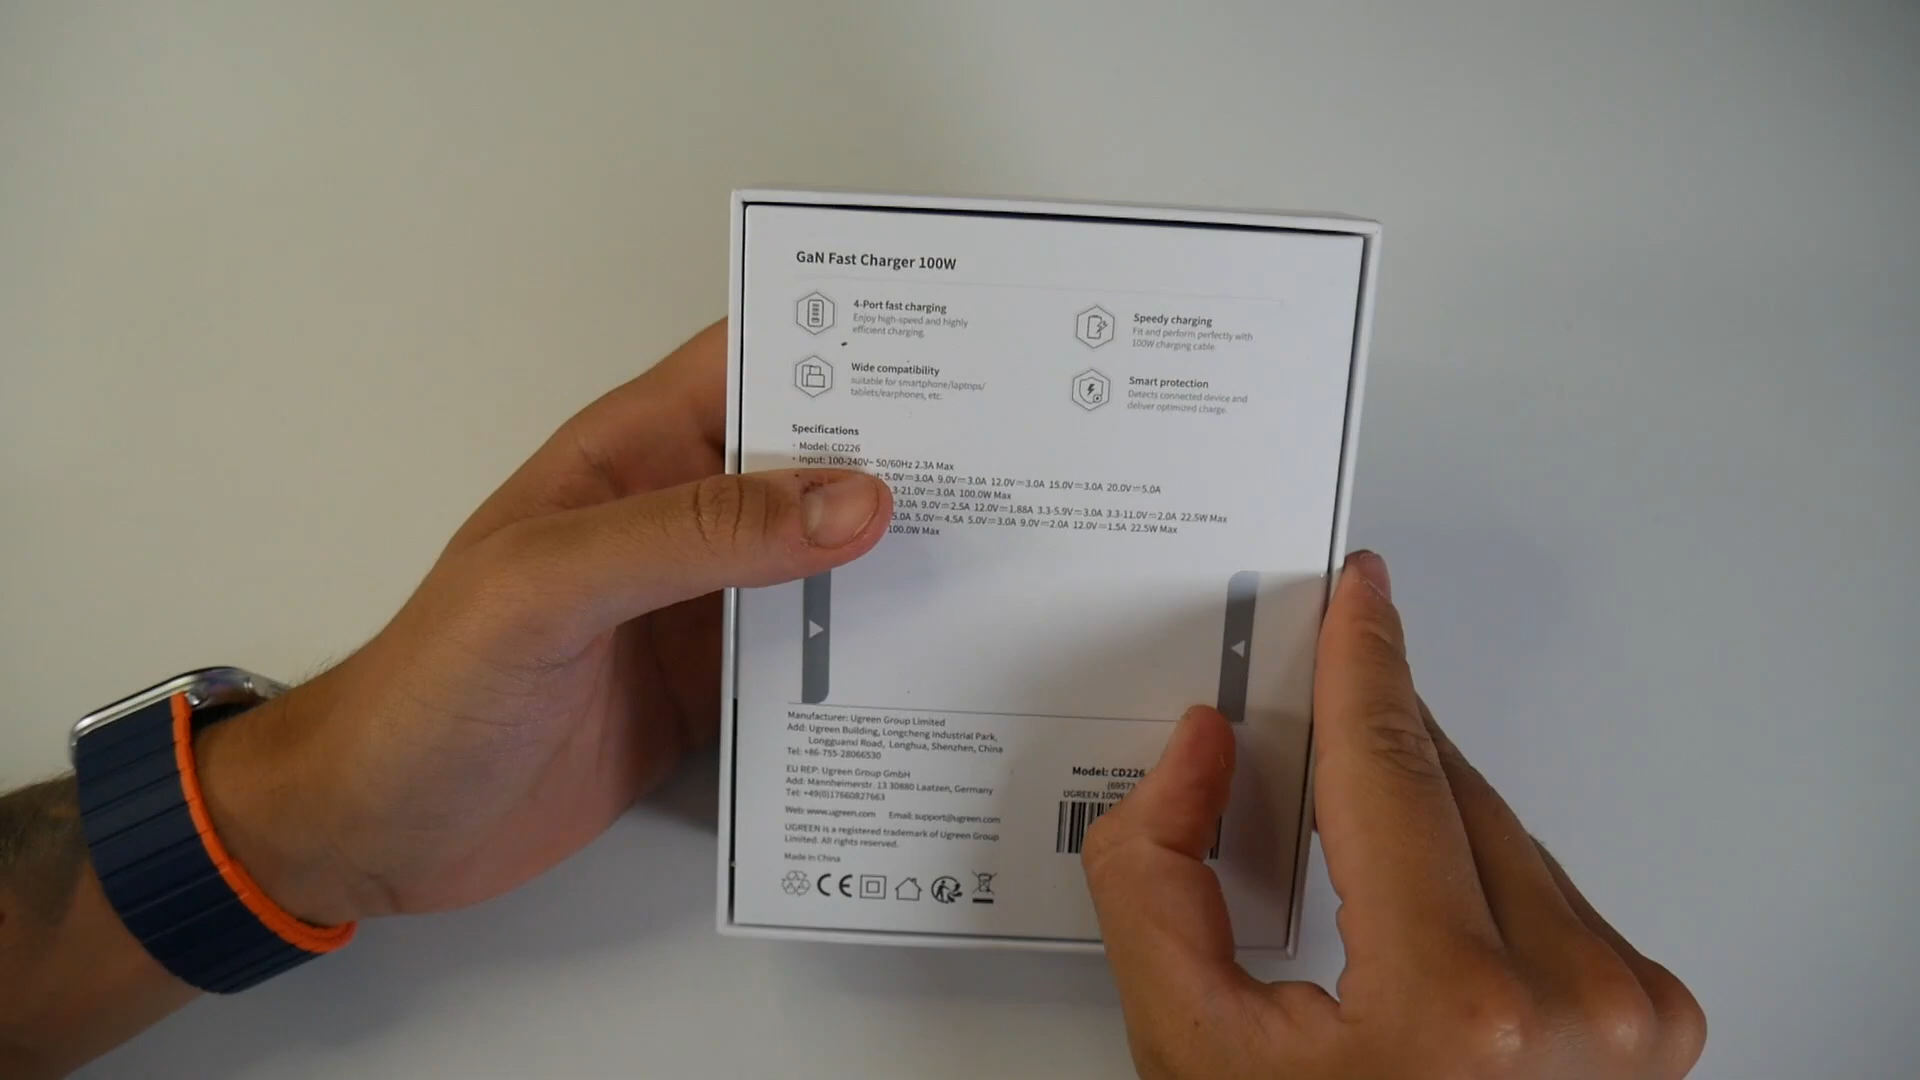 GaN Fast Charger 100W
4-Port fast charging
Enjoy high-speed and highly
efficient charging.
Speedy charging
Fit and perform perfectly with
100W charging cable
Wide compatibility
suitable for smartphone/laptops/
tablets/earphones, etc.
Smart protection
Detects connected device and
deliver optimized charge.
Specifications
· Model: CD226
· Input: 100-240V~ 50/60Hz 2.3A Max
5.0V⎓3.0A 9.0V⎓3.0A 12.0V⎓3.0A 15.0V⎓3.0A 20.0V⎓5.0A
3-21.0V⎓3.0A 100.0W Max
3.0A 9.0V⎓2.5A 12.0V⎓1.88A 3.3-5.9V⎓3.0A 3.3-11.0V⎓2.0A 22.5W Max
5.0A 5.0V⎓4.5A 5.0V⎓3.0A 9.0V⎓2.0A 12.0V⎓1.5A 22.5W Max
100.0W Max
Manufacturer: Ugreen Group Limited
Add: Ugreen Building, Longcheng Industrial Park,
Longguanxi Road, Longhua, Shenzhen, China
Tel: +86-755-28066530
EU REP: Ugreen Group GmbH
Add: Mannheimerstr. 13 30880 Laatzen, Germany
Tel: +49(0)17660827663
Web: www.ugreen.com Email: support@ugreen.com
UGREEN is a registered trademark of Ugreen Group
Limited. All rights reserved.
Made in China
CE
Model: CD226
(6957
UGREEN 100W